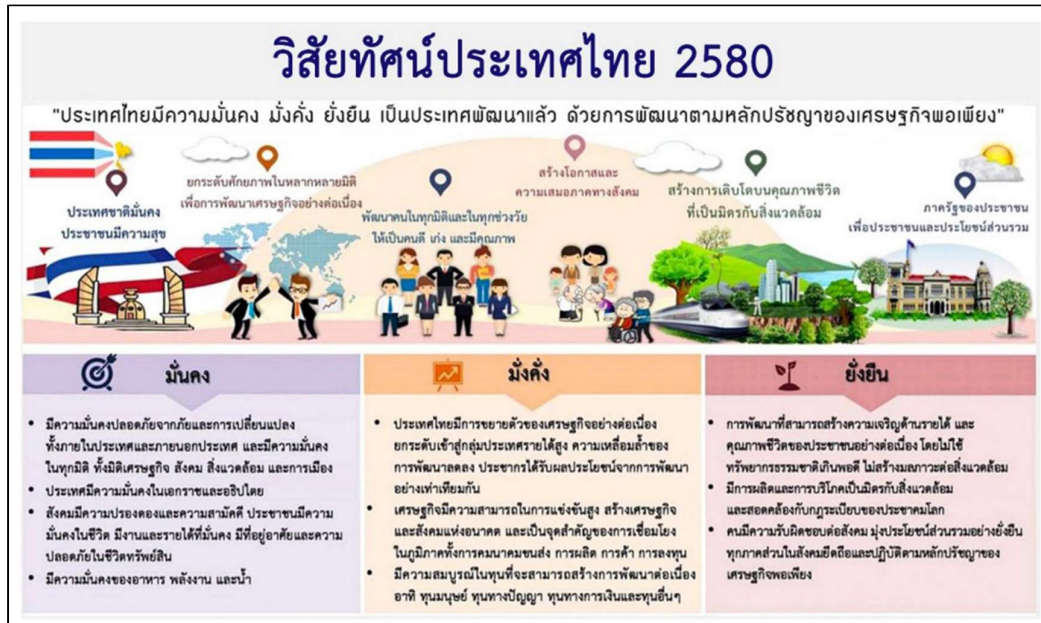 วิสัยทัศน์ประเทศไทย 2580
"ประเทศไทยมีความมั่นคง มั่งคั่ง ยั่งยืน เป็นประเทศพัฒนาแล้ว ด้วยการพัฒนาตามหลักปรัชญาของเศรษฐกิจพอเพียง"
ประเทศชาติมั่นคง
ประชาชนมีความสุข
ยกระดับศักยภาพในหลากหลายมิติ
เพื่อการพัฒนาเศรษฐกิจอย่างต่อเนื่อง
พัฒนาคนในทุกมิติและในทุกช่วงวัย
ให้เป็นคนดี เก่ง และมีคุณภาพ
สร้างโอกาสและ
ความเสมอภาคทางสังคม
สร้างการเติบโตบนคุณภาพชีวิต
ที่เป็นมิตรกับสิ่งแวดล้อม
ภาครัฐของประชาชน
เพื่อประชาชนและประโยชน์ส่วนรวม
มั่นคง
• มีความมั่นคงปลอดภัยจากภัยและการเปลี่ยนแปลง
ทั้งภายในประเทศและภายนอกประเทศ และมีความมั่นคง
ในทุกมิติ ทั้งมิติเศรษฐกิจ สังคม สิ่งแวดล้อม และการเมือง
• ประเทศมีความมั่นคงในเอกราชและอธิปไตย
• สังคมมีความปรองดองและความสามัคคี ประชาชนมีความ
มั่นคงในชีวิต มีงานและรายได้ที่มั่นคง มีที่อยู่อาศัยและความ
ปลอดภัยในชีวิตทรัพย์สิน
• มีความมั่นคงของอาหาร พลังงาน และน้ำ
มั่งคั่ง
• ประเทศไทยมีการขยายตัวของเศรษฐกิจอย่างต่อเนื่อง
ยกระดับเข้าสู่กลุ่มประเทศรายได้สูง ความเหลื่อมล้ำของ
การพัฒนาลดลง ประชากรได้รับผลประโยชน์จากการพัฒนา
อย่างเท่าเทียมกัน
• เศรษฐกิจมีความสามารถในการแข่งขันสูง สร้างเศรษฐกิจ
และสังคมแห่งอนาคต และเป็นจุดสำคัญของการเชื่อมโยง
ในภูมิภาคทั้งการคมนาคมขนส่ง การผลิต การค้า การลงทุน
• มีความสมบูรณ์ในทุนที่จะสามารถสร้างการพัฒนาต่อเนื่อง
อาทิ ทุนมนุษย์ ทุนทางปัญญา ทุนทางการเงินและทุนอื่นๆ
ยั่งยืน
• การพัฒนาที่สามารถสร้างความเจริญด้านรายได้ และ
คุณภาพชีวิตของประชาชนอย่างต่อเนื่อง โดยไม่ใช้
ทรัพยากรธรรมชาติเกินพอดี ไม่สร้างมลภาวะต่อสิ่งแวดล้อม
• มีการผลิตและการบริโภคเป็นมิตรกับสิ่งแวดล้อม
และสอดคล้องกับกฎระเบียบของประชาคมโลก
• คนมีความรับผิดชอบต่อสังคม มุ่งประโยชน์ส่วนรวมอย่างยั่งยืน
ทุกภาคส่วนในสังคมยึดถือและปฏิบัติตามหลักปรัชญาของ
เศรษฐกิจพอเพียง